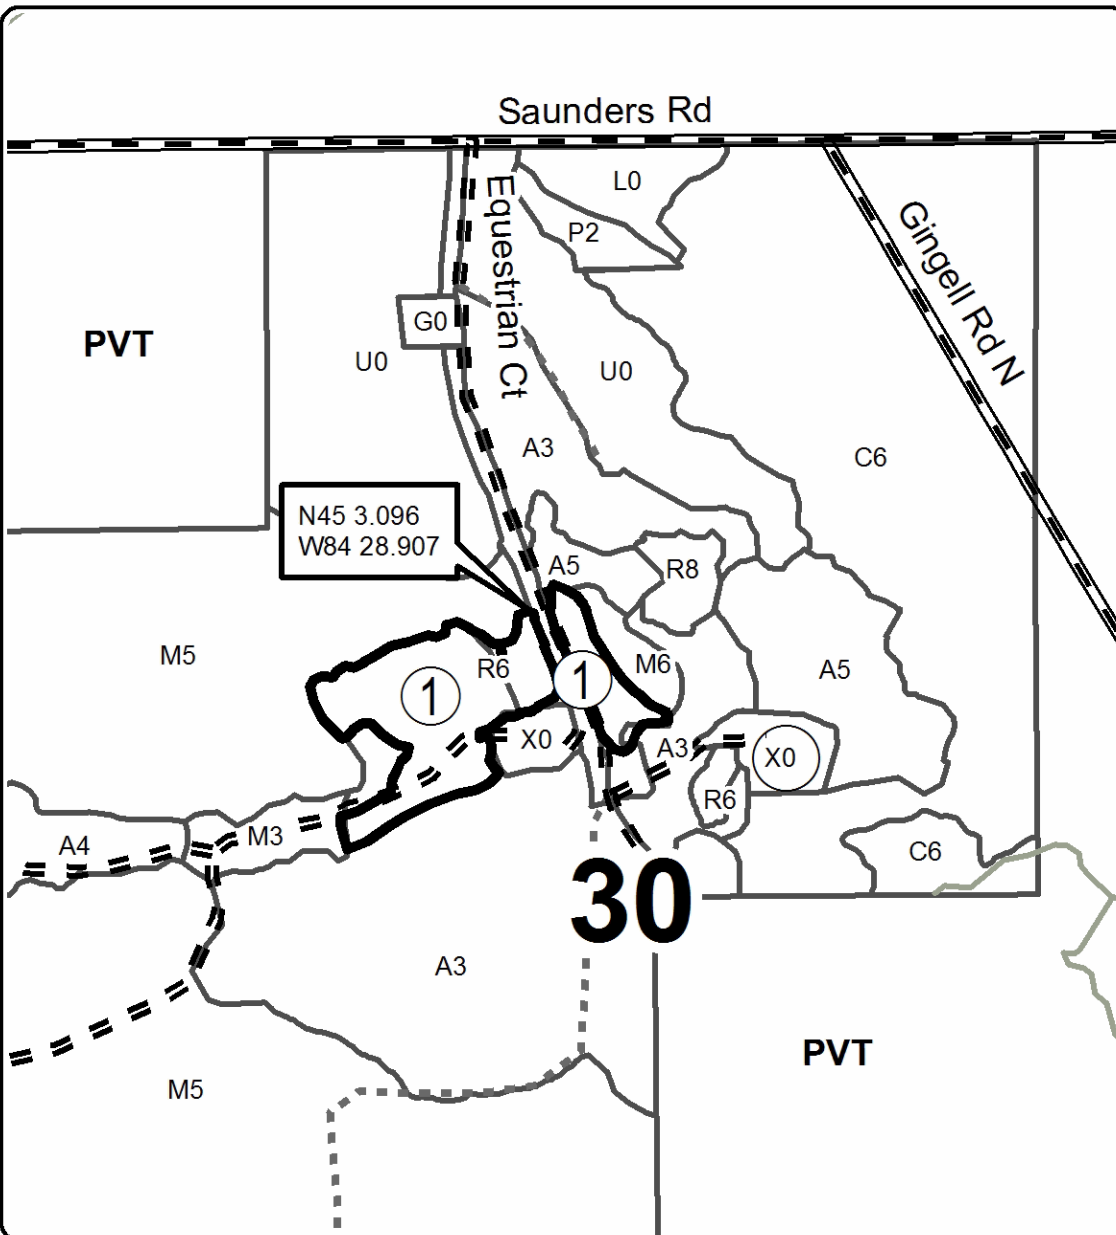 Saunders Rd
L0
P2
Equestrian Ct
Gingell Rd N
G0
PVT
U0
U0
A3
C6
N45 3.096
W84 28.907
A5
R8
M5
R6
M6
A5
1
1
X0
A3
X0
R6
M3
A4
C6
30
A3
PVT
M5